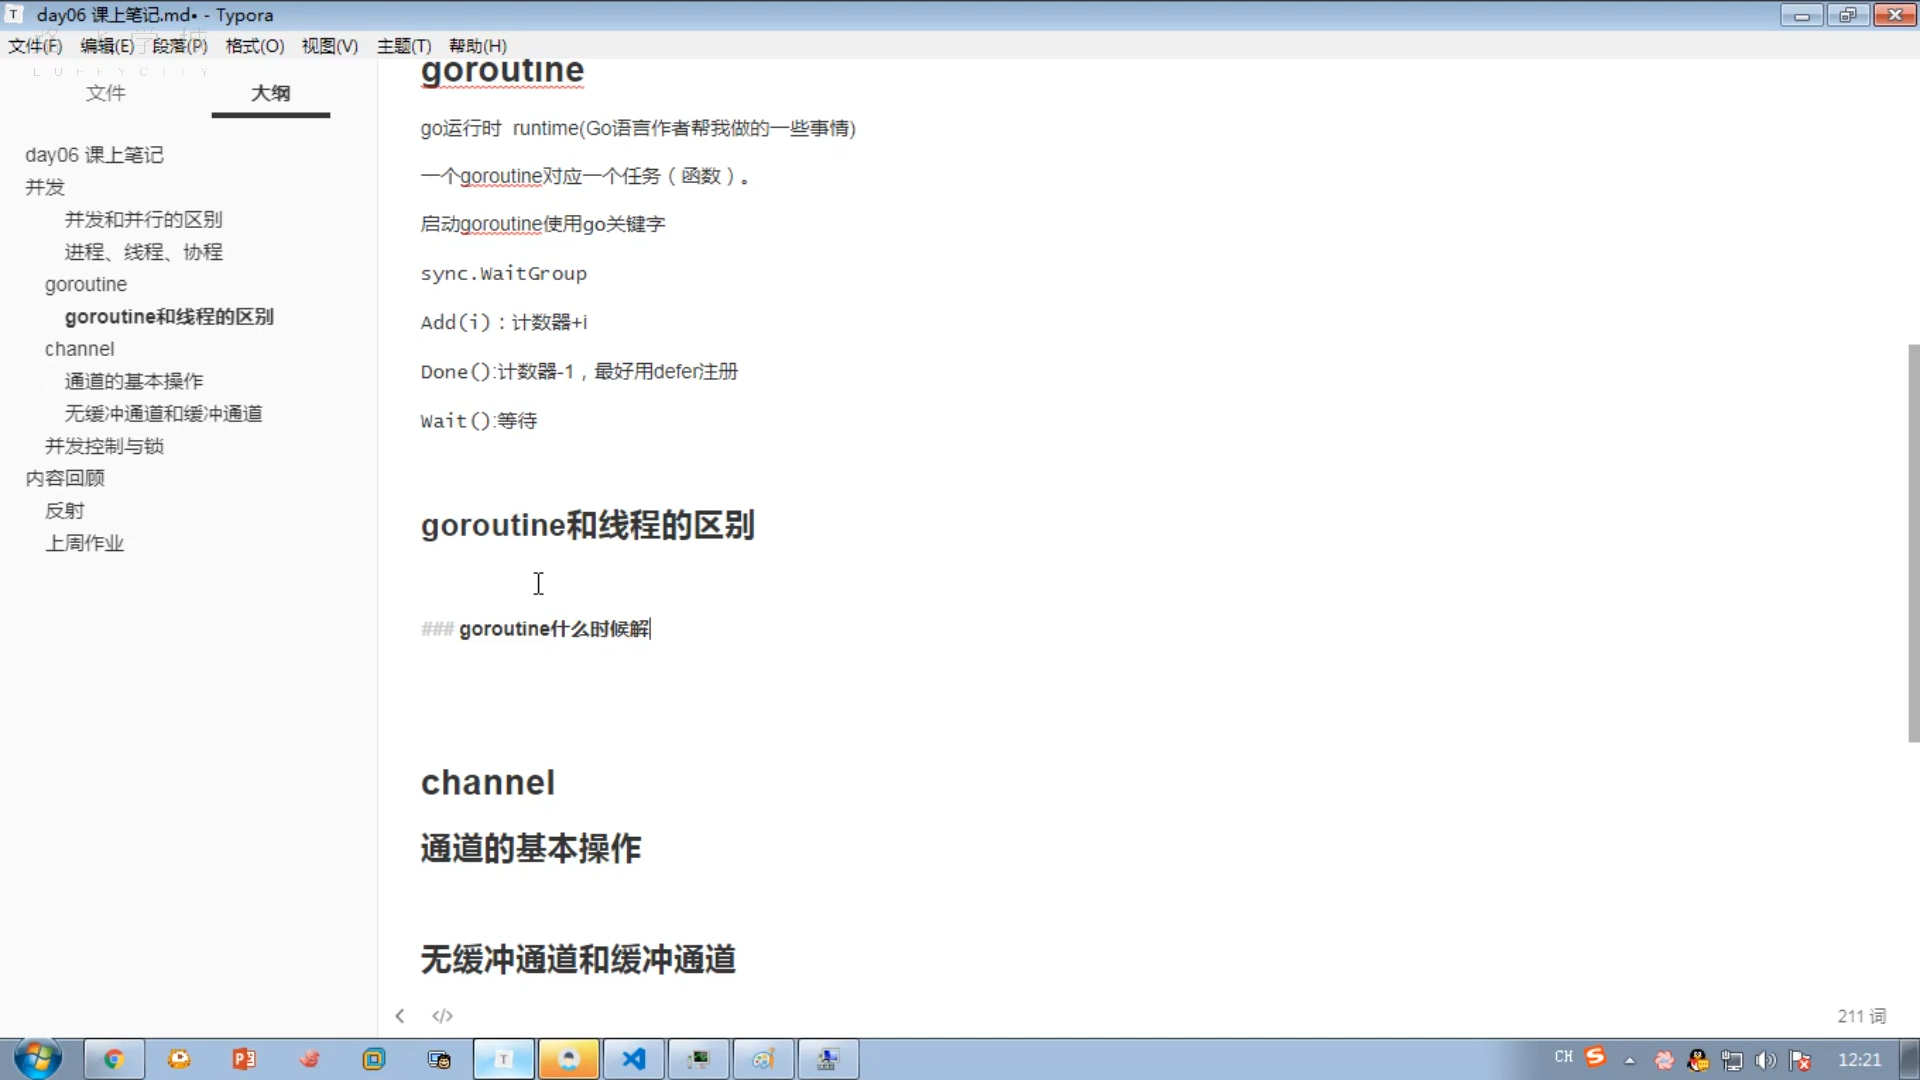 day06 课上笔记.md• - Typora
文件(F) 编辑(E) 段落(P) 格式(O) 视图(V) 主题(T) 帮助(H)
LUFFYCITY
文件 大纲
day06 课上笔记
并发
并发和并行的区别
进程、线程、协程
goroutine
goroutine和线程的区别
channel
通道的基本操作
无缓冲通道和缓冲通道
并发控制与锁
内容回顾
反射
上周作业
goroutine
go运行时 runtime(Go语言作者帮我做的一些事情)
一个goroutine对应一个任务（函数）。
启动goroutine使用go关键字
sync.WaitGroup
Add(i)：计数器+i
Done():计数器-1，最好用defer注册
Wait():等待
goroutine和线程的区别
### goroutine什么时候解
channel
通道的基本操作
无缓冲通道和缓冲通道
211 词
CH
12:21